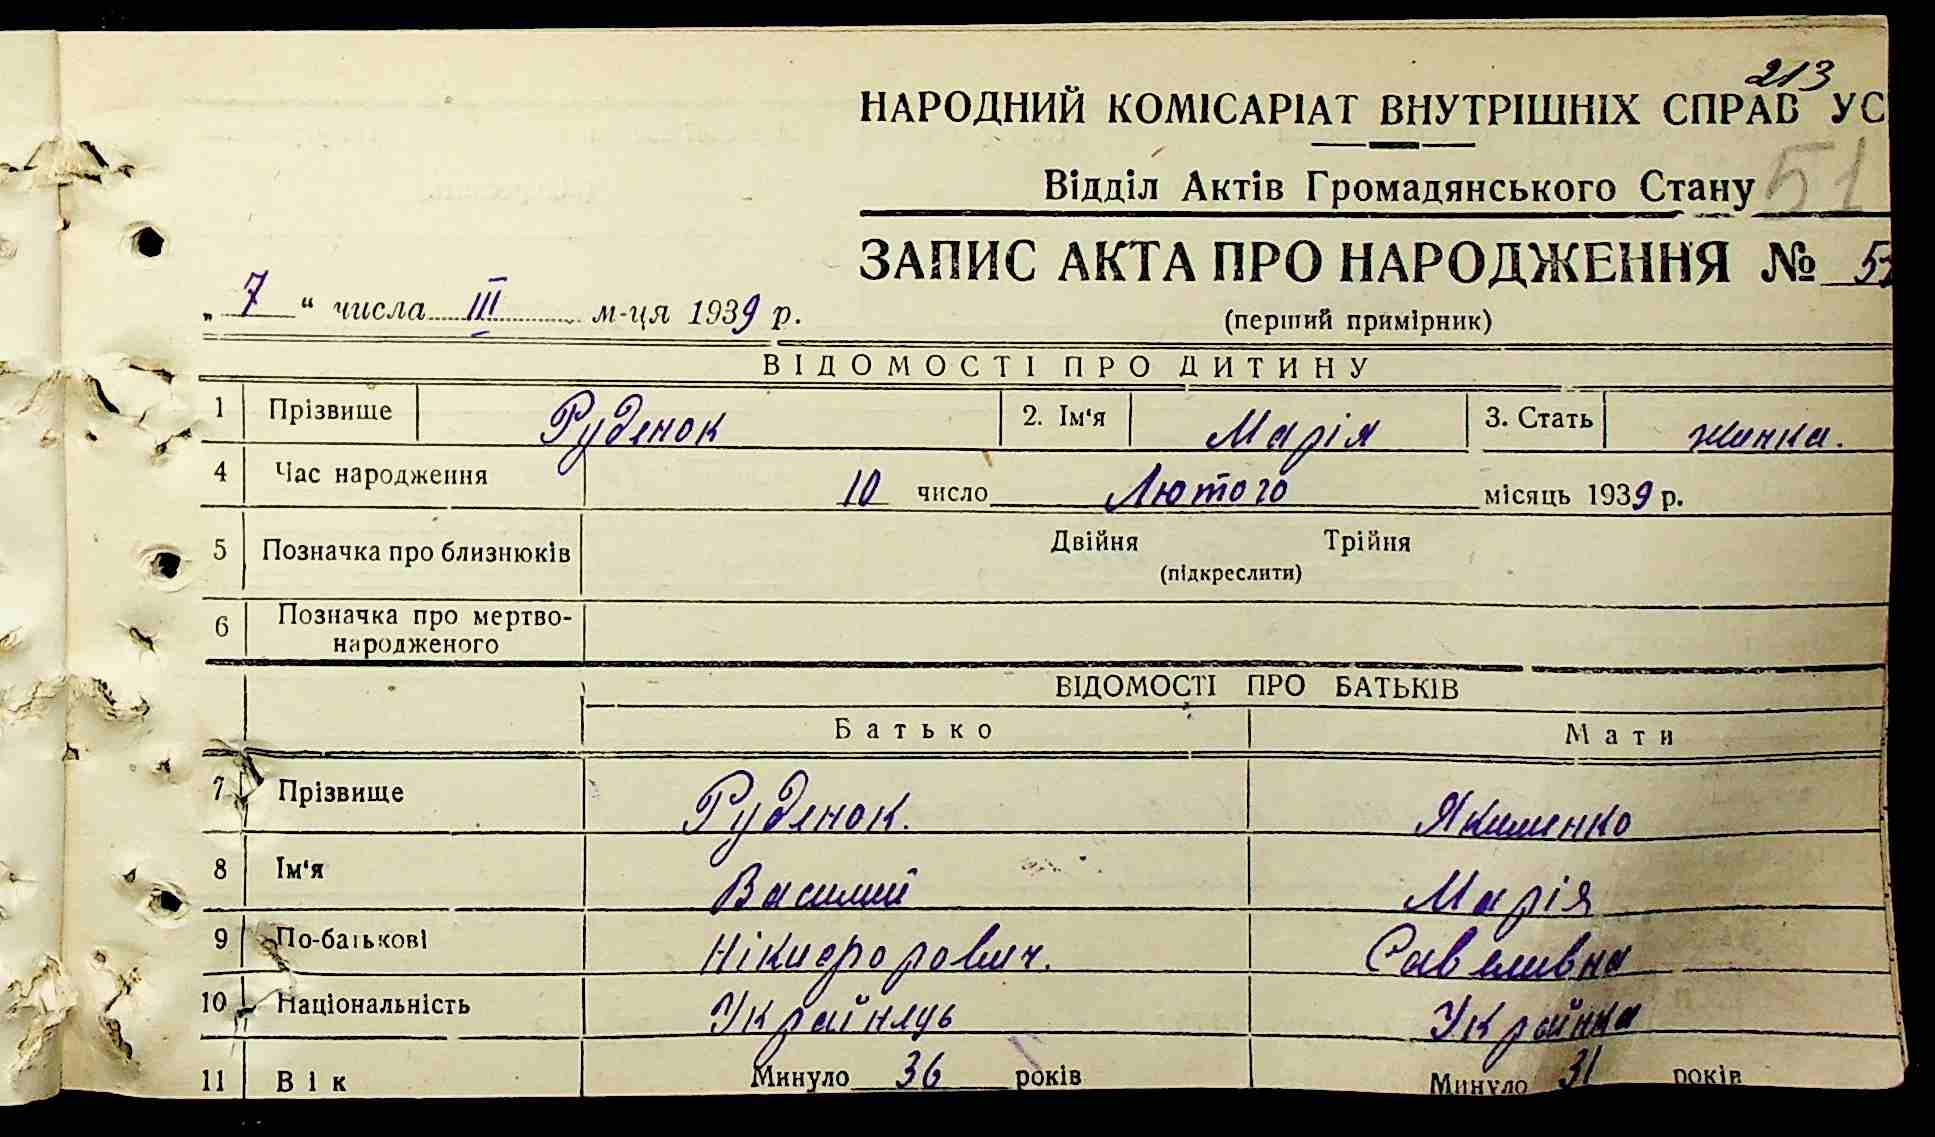 213
НАРОДНИЙ КОМІСАРІАТ ВНУТРІШНІХ СПРАВ УС
Відділ Актів Громадянського Стану 51
ЗАПИС АКТА ПРО НАРОДЖЕННЯ №
„ 7 “ числа III м-ця 1939 р.
(перший примірник)
ВІДОМОСТІ ПРО ДИТИНУ
1 Прізвище Руденок 2. Ім‘я Марія 3. Стать жинка.
4 Час народження 10 число Лютого місяць 1939 р.
5 Позначка про близнюків Двійня Трійня
(підкреслити)
6 Позначка про мертво-
народженого
ВІДОМОСТІ ПРО БАТЬКІВ
Батько Мати
7 Прізвище Руденок. Якименко
8 Ім‘я Василий Марія
9 По-батькові Нікифорович. Савеливна
10 Національність Українець Українка
11 Вік Минуло 36 років Минуло 31 років